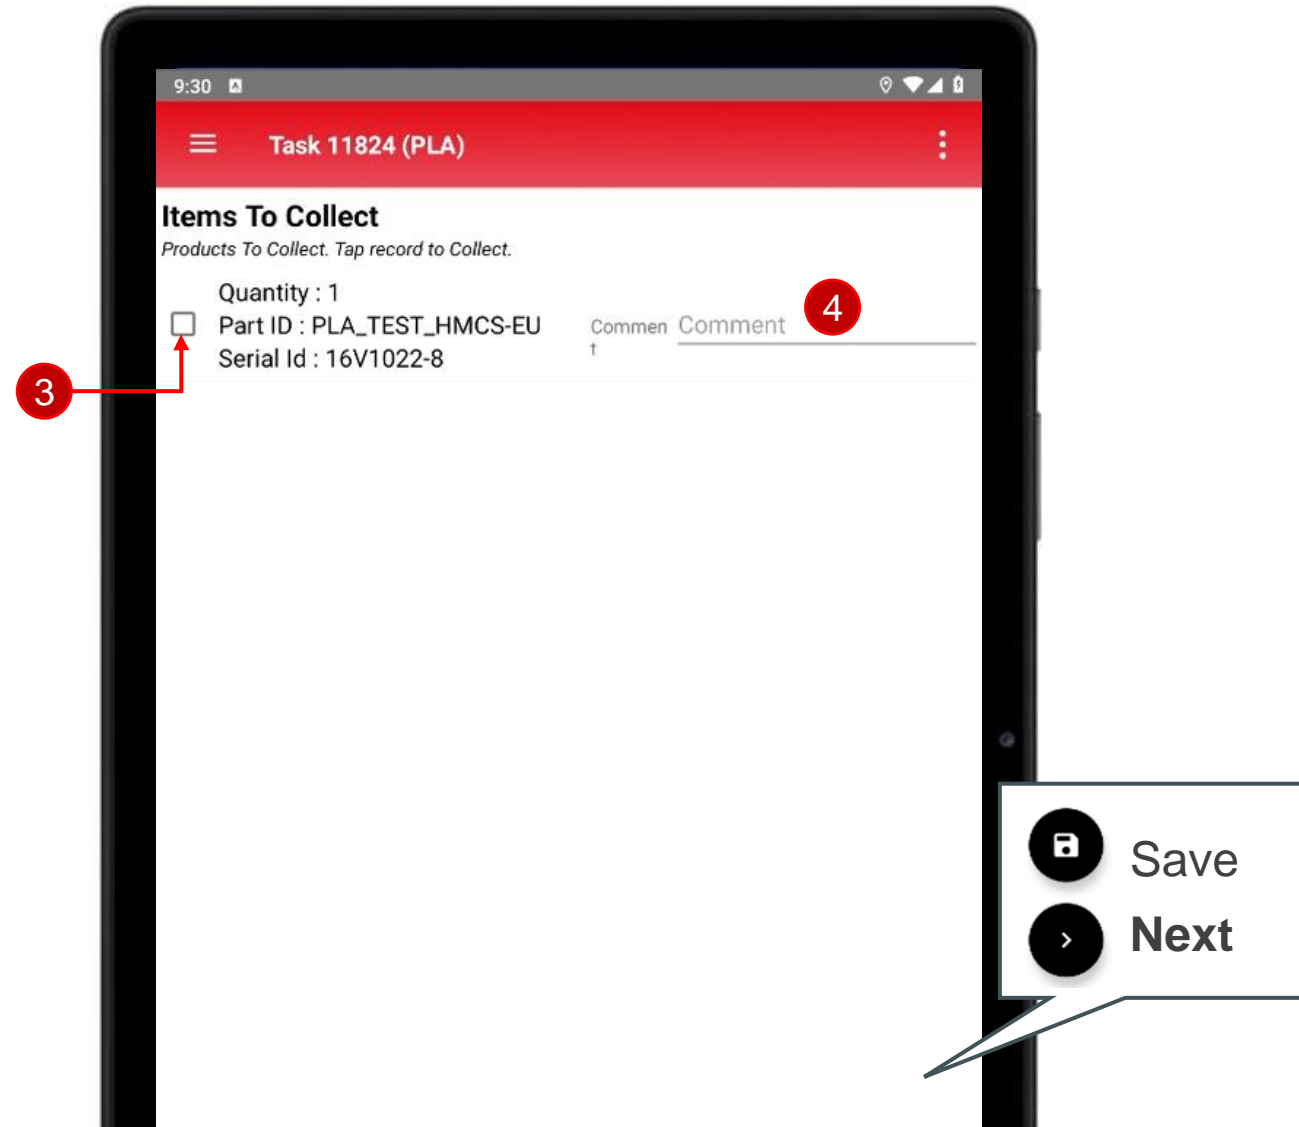 9:30
Task 11824 (PLA)
Items To Collect
Products To Collect. Tap record to Collect.
Quantity : 1
Part ID : PLA_TEST_HMCS-EU
Serial Id : 16V1022-8
Commen
t
Comment
4
3
Save
Next